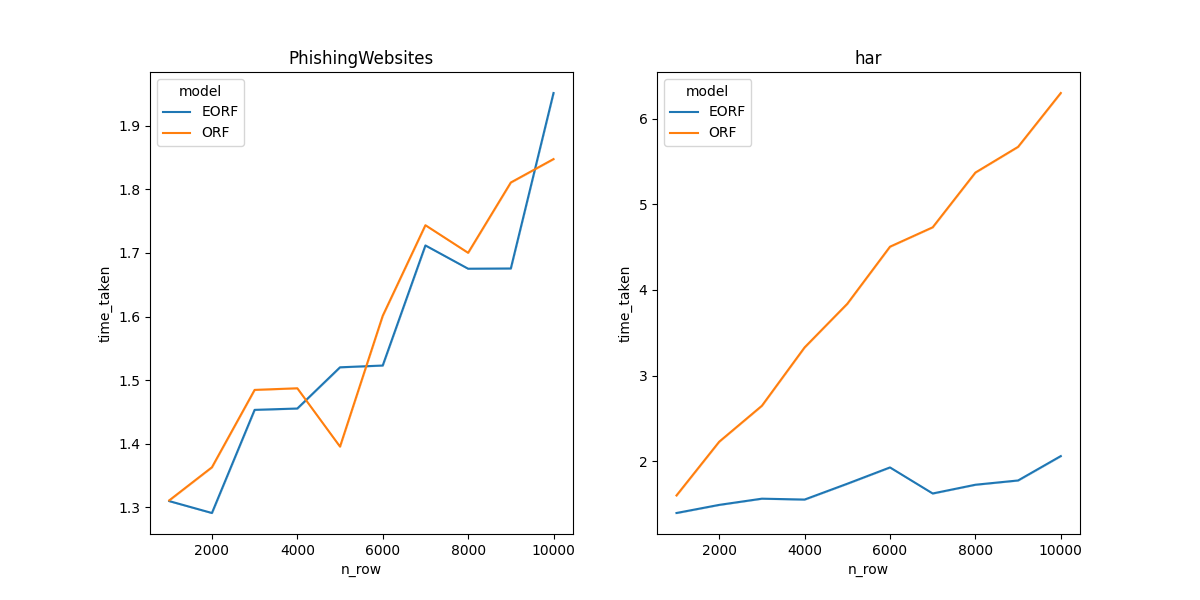 PhishingWebsites
model
EORF
ORF
time_taken
1.9
1.8
1.7
1.6
1.5
1.4
1.3
2000 4000 6000 8000 10000
n_row
har
model
EORF
ORF
time_taken
6
5
4
3
2
2000 4000 6000 8000 10000
n_row